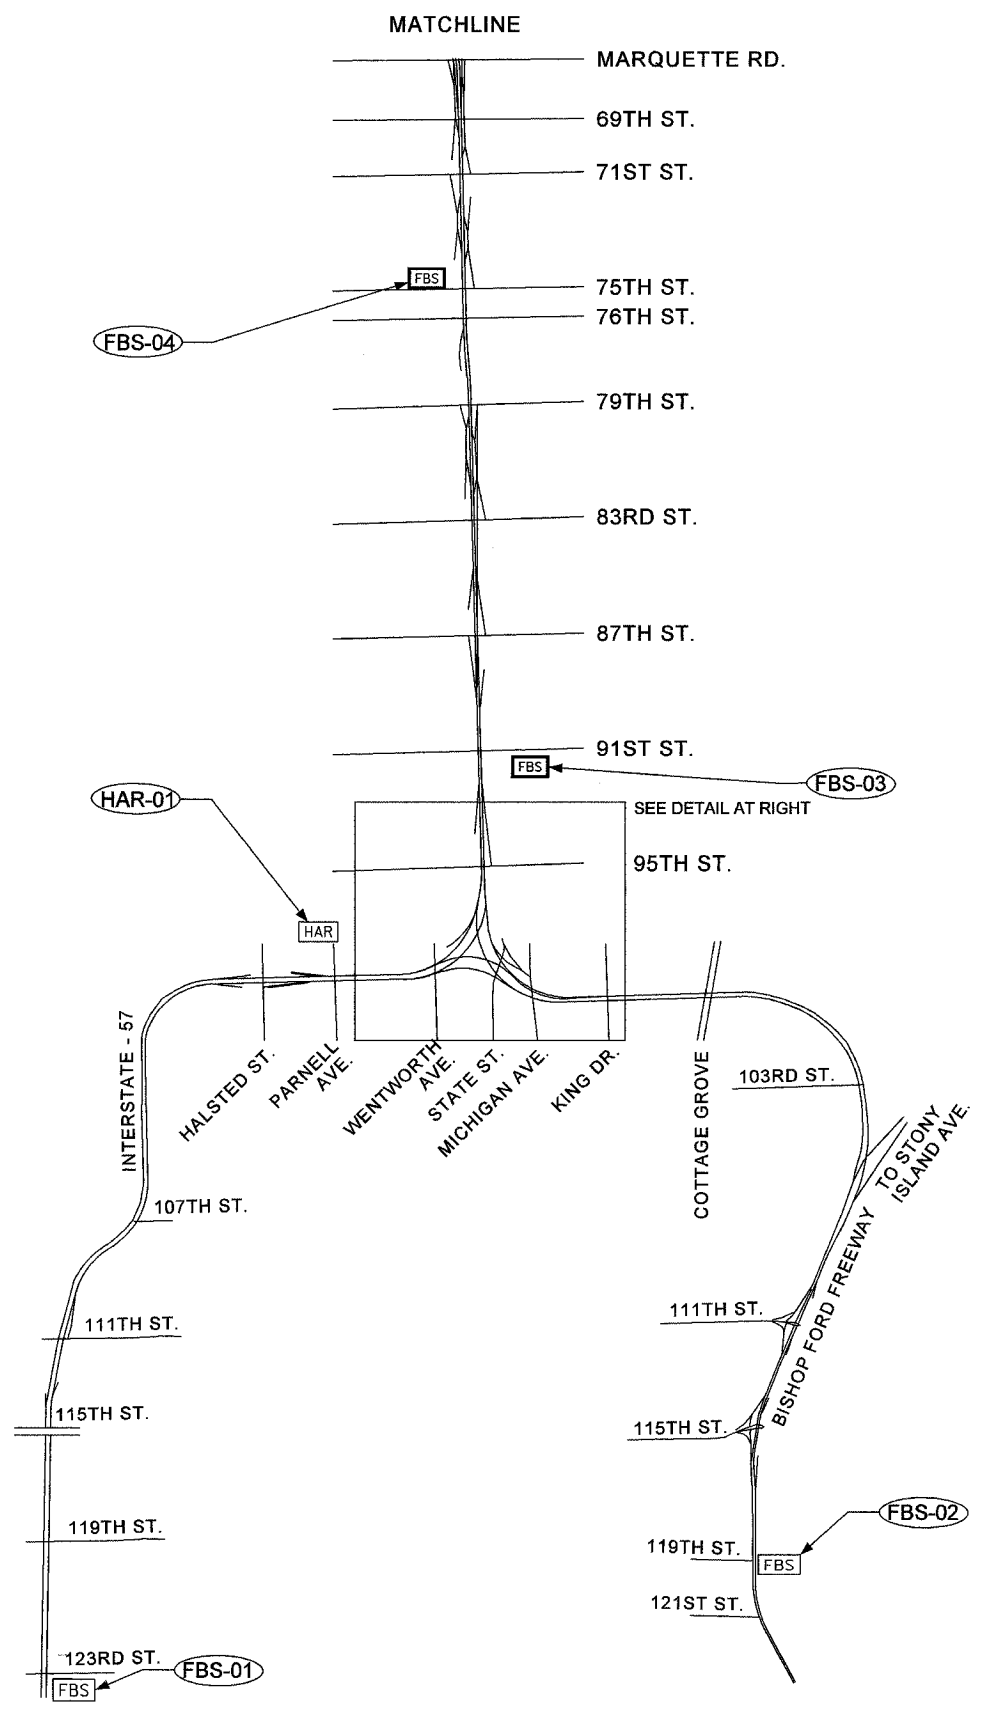 MATCHLINE
MARQUETTE RD.
69TH ST.
71ST ST.
FBS
75TH ST.
76TH ST.
FBS-04
79TH ST.
83RD ST.
87TH ST.
91ST ST.
FBS
FBS-03
HAR-01
SEE DETAIL AT RIGHT
95TH ST.
HAR
INTERSTATE - 57
HALSTED ST.
PARNELL
AVE.
WENTWORTH
AVE.
STATE ST.
MICHIGAN AVE.
KING DR.
COTTAGE GROVE
103RD ST.
TO STONY
ISLAND AVE.
107TH ST.
BISHOP FORD FREEWAY
111TH ST.
111TH ST.
115TH ST.
115TH ST.
FBS-02
119TH ST.
119TH ST.
FBS
121ST ST.
123RD ST.
FBS-01
FBS